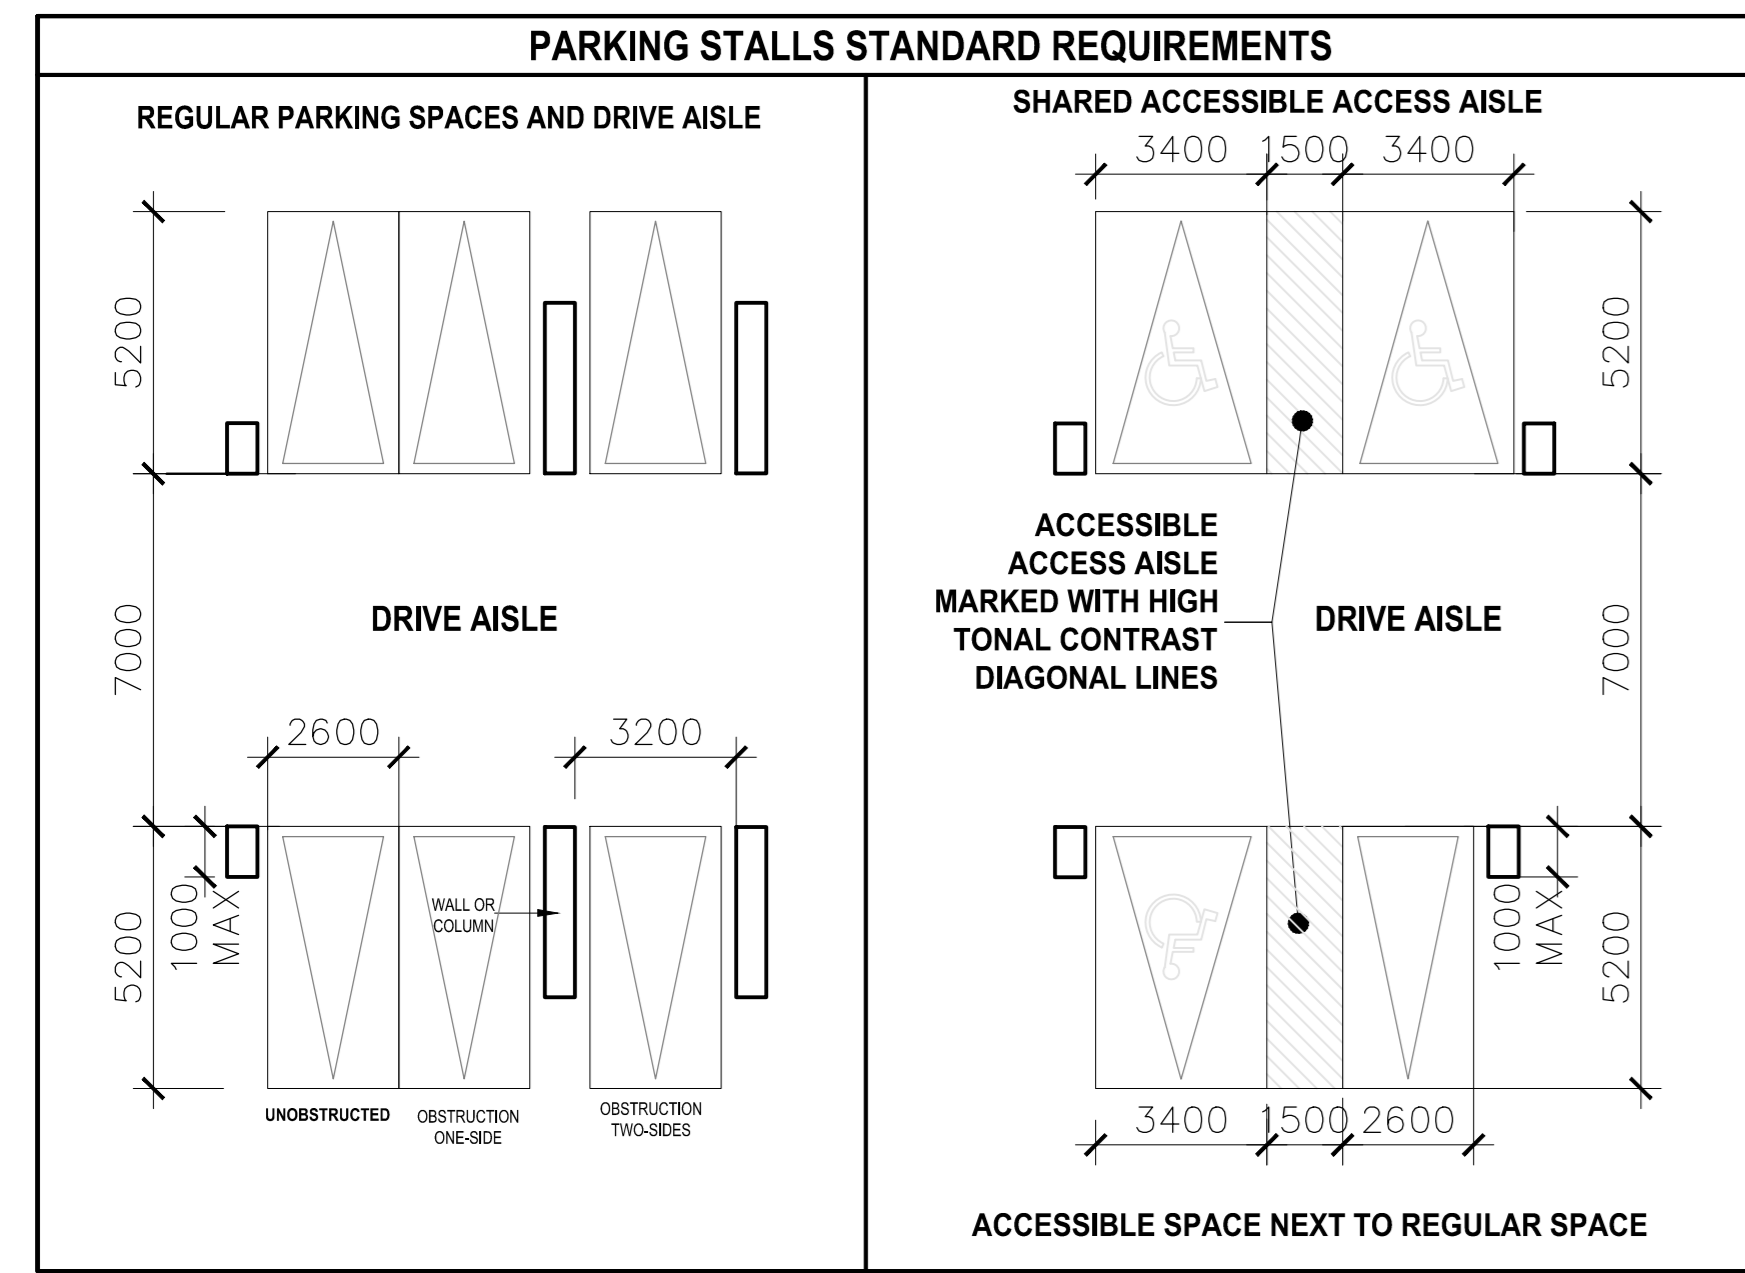 PARKING STALLS STANDARD REQUIREMENTS
REGULAR PARKING SPACES AND DRIVE AISLE
5200
7000
DRIVE AISLE
2600
3200
1000
MAX
5200
WALL OR
COLUMN
UNOBSTRUCTED
OBSTRUCTION
ONE-SIDE
OBSTRUCTION
TWO-SIDES
SHARED ACCESSIBLE ACCESS AISLE
3400
1500
3400
5200
ACCESSIBLE
ACCESS AISLE
MARKED WITH HIGH
TONAL CONTRAST
DIAGONAL LINES
DRIVE AISLE
7000
1000
MAX
5200
3400
1500
2600
ACCESSIBLE SPACE NEXT TO REGULAR SPACE